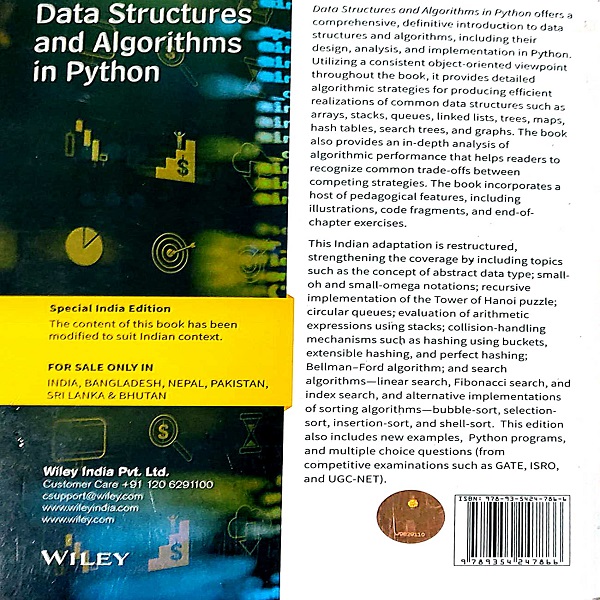 Data Structures
and Algorithms
in Python
Special India Edition
The content of this book has been
modified to suit Indian context.
FOR SALE ONLY IN
INDIA, BANGLADESH, NEPAL, PAKISTAN,
SRI LANKA & BHUTAN
Wiley India Pvt. Ltd.
Customer Care +91 120 6291100
csupport@wiley.com
www.wileyindia.com
www.wiley.com
WILEY
Data Structures and Algorithms in Python offers a
comprehensive, definitive introduction to data
structures and algorithms, including their
design, analysis, and implementation in Python.
Utilizing a consistent object-oriented viewpoint
throughout the book, it provides detailed
algorithmic strategies for producing efficient
realizations of common data structures such as
arrays, stacks, queues, linked lists, trees, maps,
hash tables, search trees, and graphs. The book
also provides an in-depth analysis of
algorithmic performance that helps readers to
recognize common trade-offs between
competing strategies. The book incorporates a
host of pedagogical features, including
illustrations, code fragments, and end-of-
chapter exercises.
This Indian adaptation is restructured,
strengthening the coverage by including topics
such as the concept of abstract data type; small-
oh and small-omega notations; recursive
implementation of the Tower of Hanoi puzzle;
circular queues; evaluation of arithmetic
expressions using stacks; collision-handling
mechanisms such as hashing using buckets,
extensible hashing, and perfect hashing;
Bellman–Ford algorithm; and search
algorithms—linear search, Fibonacci search, and
index search, and alternative implementations
of sorting algorithms—bubble-sort, selection-
sort, insertion-sort, and shell-sort. This edition
also includes new examples, Python programs,
and multiple choice questions (from
competitive examinations such as GATE, ISRO,
and UGC-NET).
ISBN: 978-93-5424-786-6
9 789354 247866